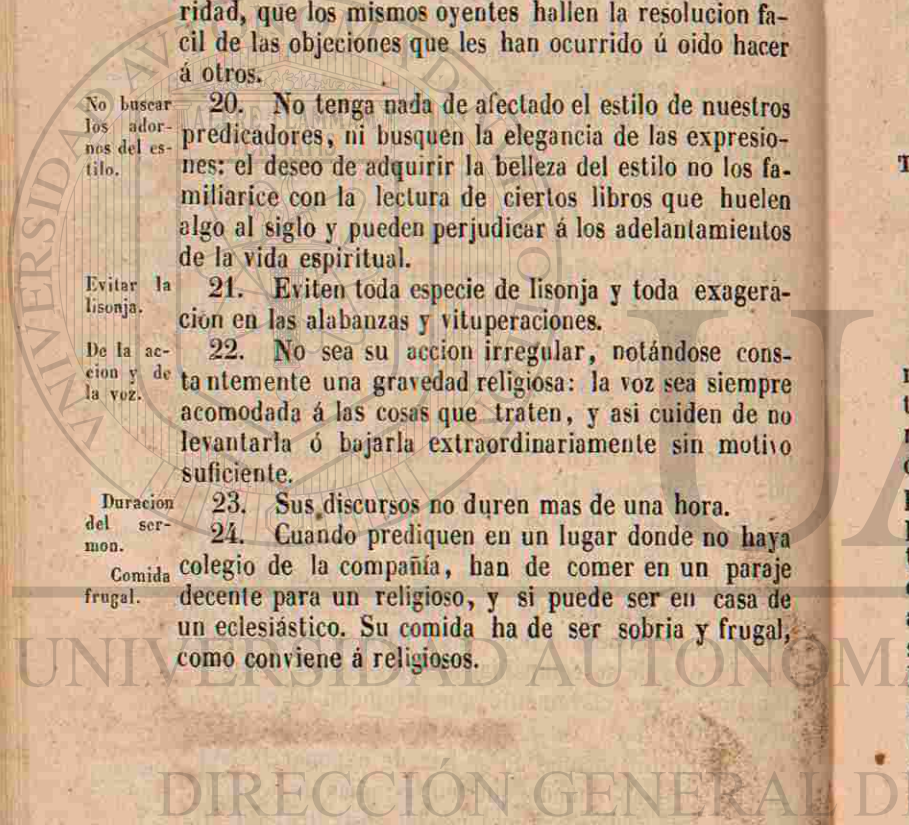 ridad, que los mismos oyentes hallen la resolucion fa-
cil de las objeciones que les han ocurrido ú oido hacer
á otros.
No buscar
los ador-
nos del es-
tilo.
20. No tenga nada de afectado el estilo de nuestros
predicadores, ni busquen la elegancia de las expresio-
nes: el deseo de adquirir la belleza del estilo no los fa-
miliarice con la lectura de ciertos libros que huelen
algo al siglo y pueden perjudicar á los adelantamientos
de la vida espiritual.
Evitar la
lisonja.
21. Eviten toda especie de lisonja y toda exagera-
cion en las alabanzas y vituperaciones.
De la ac-
cion y de
la voz.
22. No sea su accion irregular, notándose cons-
tantemente una gravedad religiosa: la voz sea siempre
acomodada á las cosas que traten, y asi cuiden de no
levantarla ó bajarla extraordinariamente sin motivo
suficiente.
Duracion
del ser-
mon.
23. Sus discursos no duren mas de una hora.
Comida
frugal.
24. Cuando prediquen en un lugar donde no haya
colegio de la compañía, han de comer en un paraje
decente para un religioso, y si puede ser en casa de
un eclesiástico. Su comida ha de ser sobria y frugal,
como conviene á religiosos.
UNIVERSIDAD AUTONOM
DIRECCIÓN GENERAL D
UA